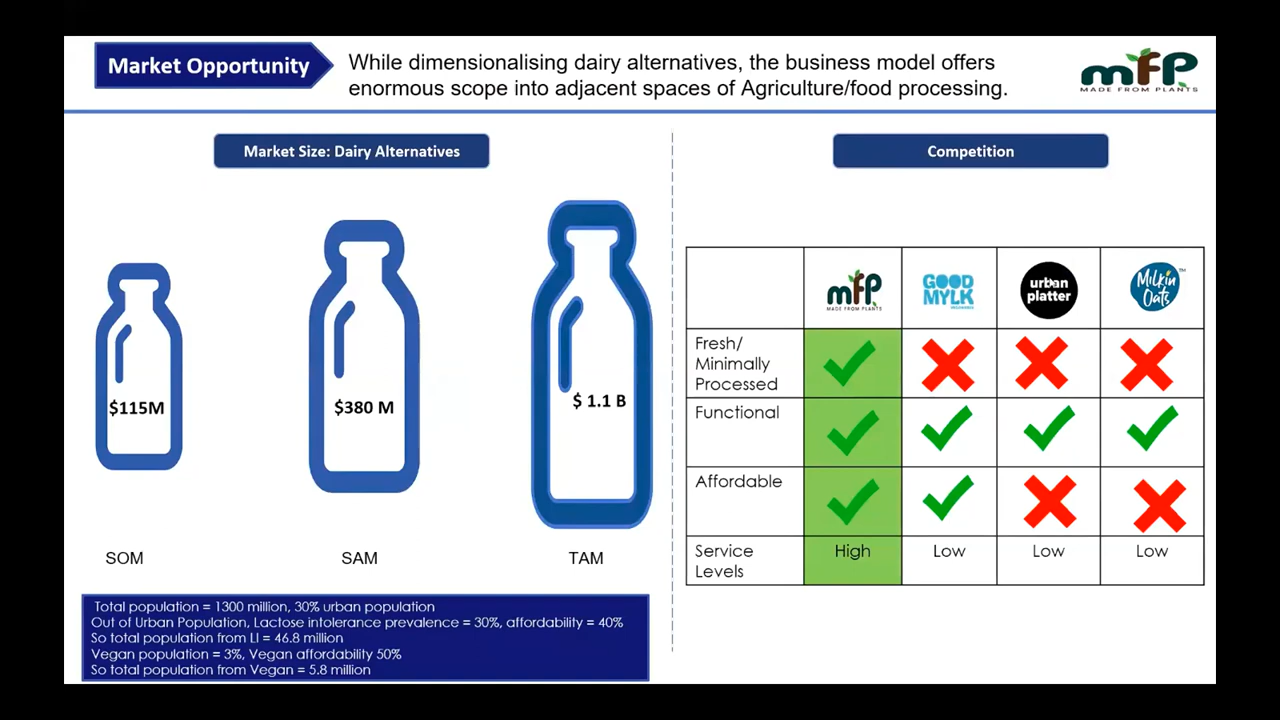 Market Opportunity
While dimensionalising dairy alternatives, the business model offers
enormous scope into adjacent spaces of Agriculture/food processing.
mFP
MADE FROM PLANTS
Market Size: Dairy Alternatives
$115M
$380 M
$ 1.1 B
SOM
SAM
TAM
Total population = 1300 million, 30% urban population
Out of Urban Population, Lactose intolerance prevalence = 30%, affordability = 40%
So total population from LI = 46.8 million
Vegan population = 3%, Vegan affordability 50%
So total population from Vegan = 5.8 million
Competition
mFP
MADE FROM PLANTS
GOOD
MYLK
urban
platter
Milkin
Oats
TM
Fresh/
Minimally
Processed
Functional
Affordable
Service
Levels
High
Low
Low
Low